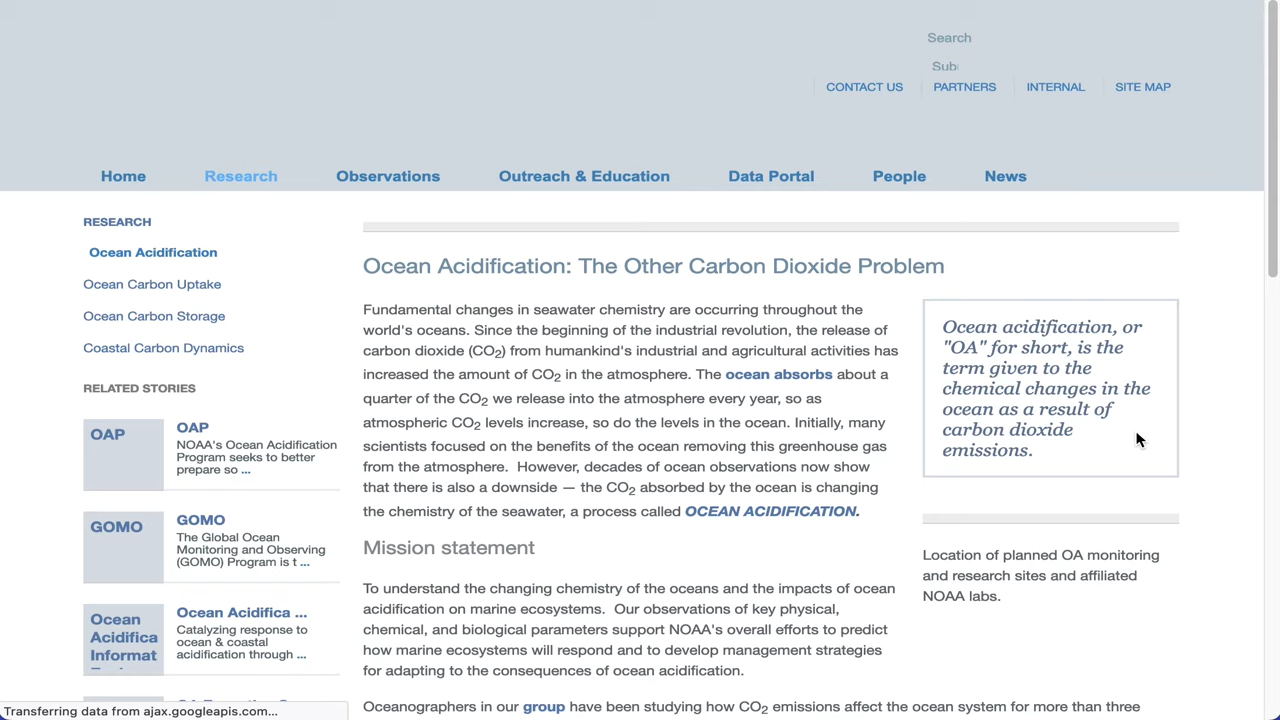 Search
CONTACT US PARTNERS INTERNAL SITE MAP
Home Research Observations Outreach & Education Data Portal People News
RESEARCH
Ocean Acidification
Ocean Carbon Uptake
Ocean Carbon Storage
Coastal Carbon Dynamics
RELATED STORIES
OAP
OAP
NOAA's Ocean Acidification
Program seeks to better
prepare so ...
GOMO
GOMO
The Global Ocean
Monitoring and Observing
(GOMO) Program is t ...
Ocean
Acidifica
Informat
Ocean Acidifica ...
Catalyzing response to
ocean & coastal
acidification through ...
Ocean Acidification: The Other Carbon Dioxide Problem
Fundamental changes in seawater chemistry are occurring throughout the
world's oceans. Since the beginning of the industrial revolution, the release of
carbon dioxide (CO2) from humankind's industrial and agricultural activities has
increased the amount of CO2 in the atmosphere. The ocean absorbs about a
quarter of the CO2 we release into the atmosphere every year, so as
atmospheric CO2 levels increase, so do the levels in the ocean. Initially, many
scientists focused on the benefits of the ocean removing this greenhouse gas
from the atmosphere. However, decades of ocean observations now show
that there is also a downside — the CO2 absorbed by the ocean is changing
the chemistry of the seawater, a process called OCEAN ACIDIFICATION.
Mission statement
To understand the changing chemistry of the oceans and the impacts of ocean
acidification on marine ecosystems. Our observations of key physical,
chemical, and biological parameters support NOAA's overall efforts to predict
how marine ecosystems will respond and to develop management strategies
for adapting to the consequences of ocean acidification.
Oceanographers in our group have been studying how CO2 emissions affect the ocean system for more than three
Ocean acidification, or
"OA" for short, is the
term given to the
chemical changes in the
ocean as a result of
carbon dioxide
emissions.
Location of planned OA monitoring
and research sites and affiliated
NOAA labs.
Transferring data from ajax.googleapis.com...